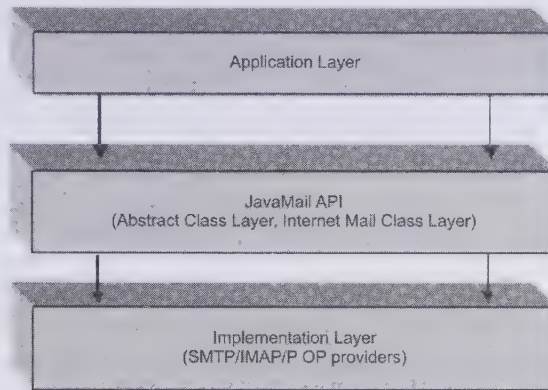 Application Layer
JavaMail API
(Abstract Class Layer, Internet Mail Class Layer)
Implementation Layer
(SMTP/IMAP/P OP providers)